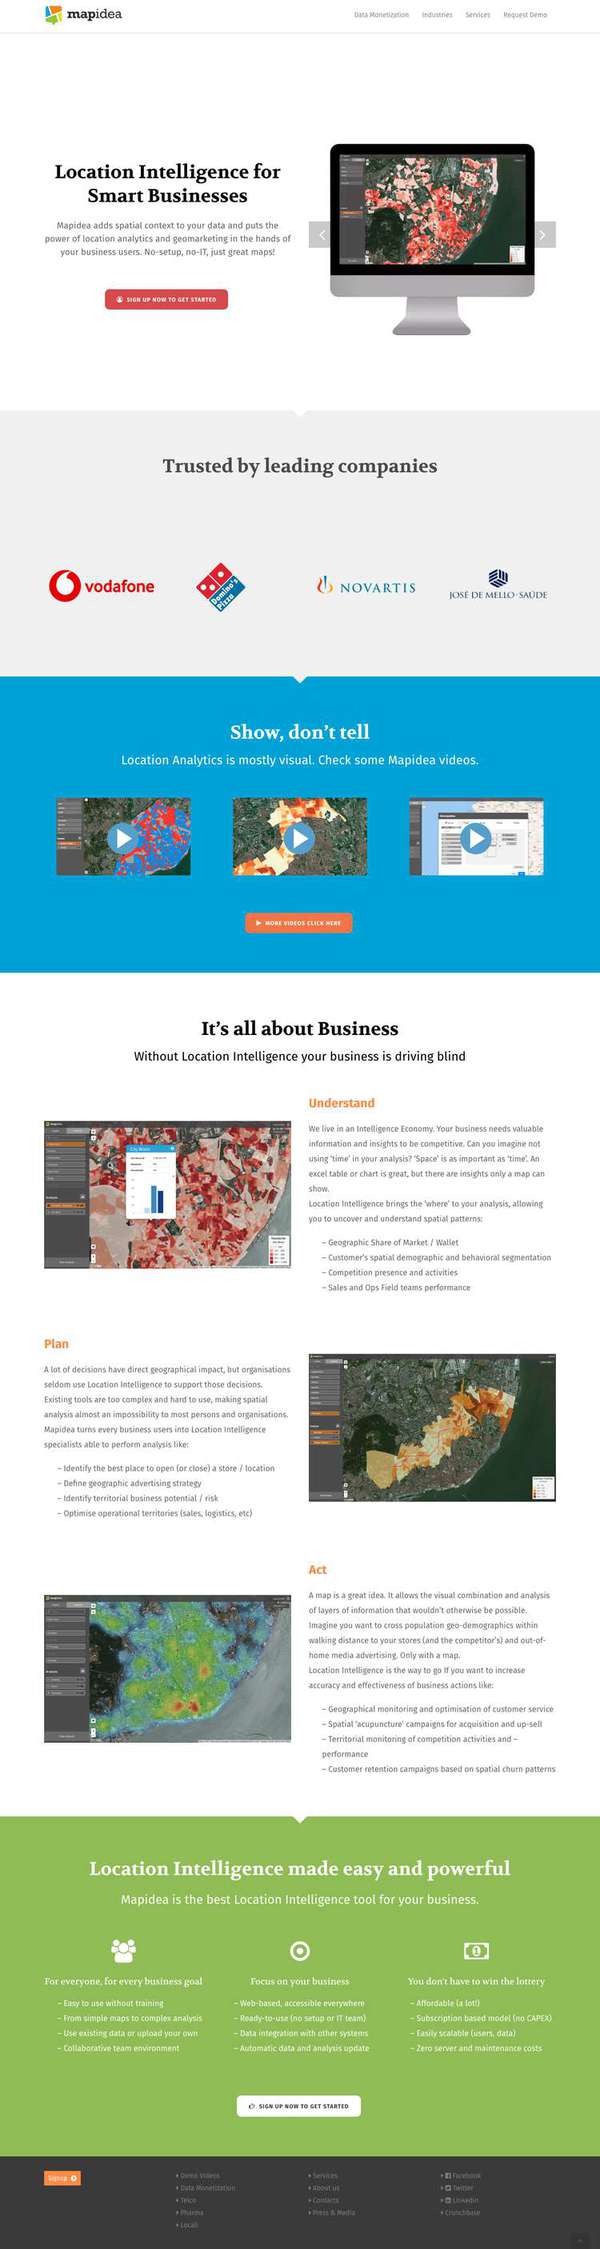 mapidea
Data Monetization Industries Services Request Demo
Location Intelligence for
Smart Businesses
Mapidea adds spatial context to your data and puts the
power of location analytics and geomarketing in the hands of
your business users. No-setup, no-IT, just great maps!
SIGN UP NOW TO GET STARTED
Trusted by leading companies
vodafone
Domino's
Pizza
NOVARTIS
JOSÉ DE MELLO·SAÚDE
Show, don't tell
Location Analytics is mostly visual. Check some Mapidea videos.
MORE VIDEOS CLICK HERE
It's all about Business
Without Location Intelligence your business is driving blind
Understand
We live in an Intelligence Economy. Your business needs valuable
information and insights to be competitive. Can you imagine not
using 'time' in your analysis? 'Space' is as important as 'time'. An
excel table or chart is great, but there are insights only a map can
show.
Location Intelligence brings the 'where' to your analysis, allowing
you to uncover and understand spatial patterns:
– Geographic Share of Market / Wallet
– Customer's spatial demographic and behavioral segmentation
– Competition presence and activities
– Sales and Ops Field teams performance
Plan
A lot of decisions have direct geographical impact, but organisations
seldom use Location Intelligence to support those decisions.
Existing tools are too complex and hard to use, making spatial
analysis almost an impossibility to most persons and organisations.
Mapidea turns every business users into Location Intelligence
specialists able to perform analysis like:
– Identify the best place to open (or close) a store / location
– Define geographic advertising strategy
– Identify territorial business potential / risk
– Optimise operational territories (sales, logistics, etc)
Act
A map is a great idea. It allows the visual combination and analysis
of layers of information that wouldn't otherwise be possible.
Imagine you want to cross population geo-demographics within
walking distance to your stores (and the competitor's) and out-of-
home media advertising. Only with a map.
Location Intelligence is the way to go If you want to increase
accuracy and effectiveness of business actions like:
– Geographical monitoring and optimisation of customer service
– Spatial 'acupuncture' campaigns for acquisition and up-sell
– Territorial monitoring of competition activities and –
performance
– Customer retention campaigns based on spatial churn patterns
Location Intelligence made easy and powerful
Mapidea is the best Location Intelligence tool for your business.
For everyone, for every business goal
– Easy to use without training
– From simple maps to complex analysis
– Use existing data or upload your own
– Collaborative team environment
Focus on your business
– Web-based, accessible everywhere
– Ready-to-use (no setup or IT team)
– Data integration with other systems
– Automatic data and analysis update
You don't have to win the lottery
– Affordable (a lot!)
– Subscription based model (no CAPEX)
– Easily scalable (users, data)
– Zero server and maintenance costs
SIGN UP NOW TO GET STARTED
Signup
Demo Videos
Data Monetistation
Telco
Pharma
Locali
Services
About us
Contacts
Press & Media
Facebook
Twitter
Linkedin
Crunchbase